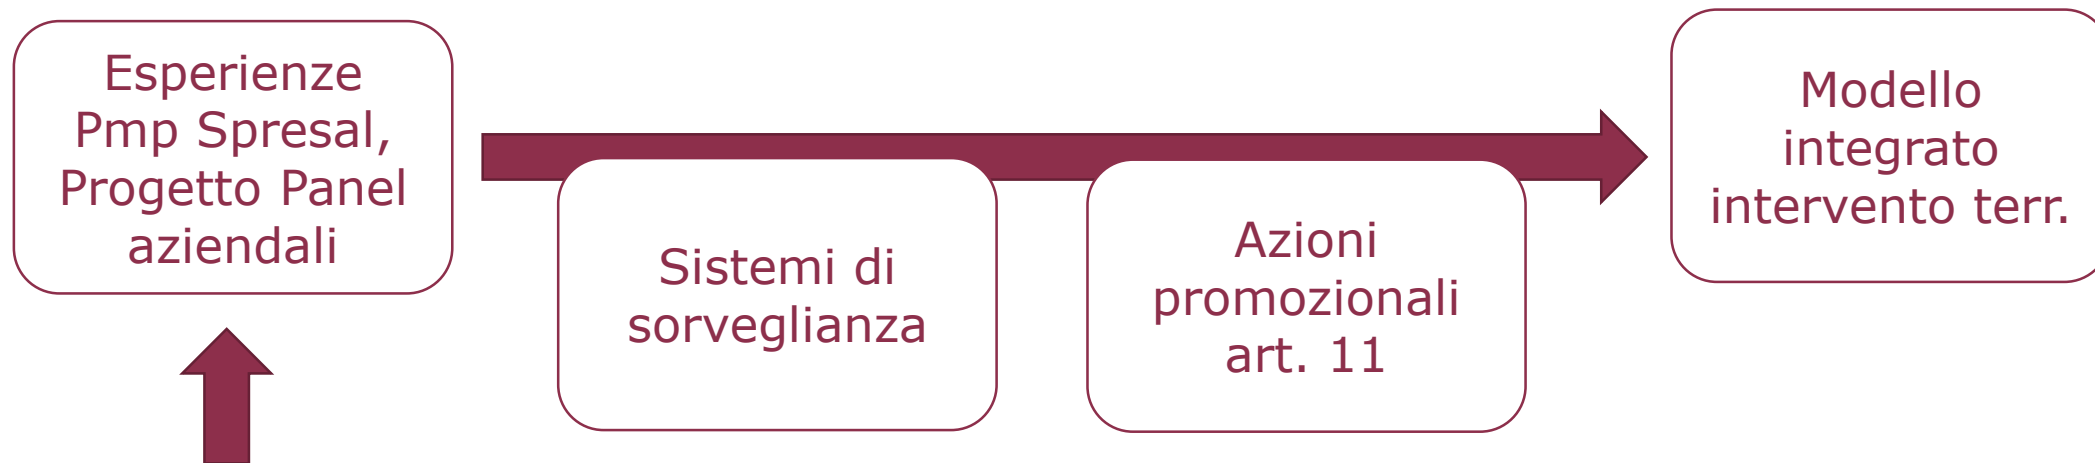 Esperienze
Pmp Spresal,
Progetto Panel
aziendali
Sistemi di
sorveglianza
Azioni
promozionali
art. 11
Modello
integrato
intervento terr.